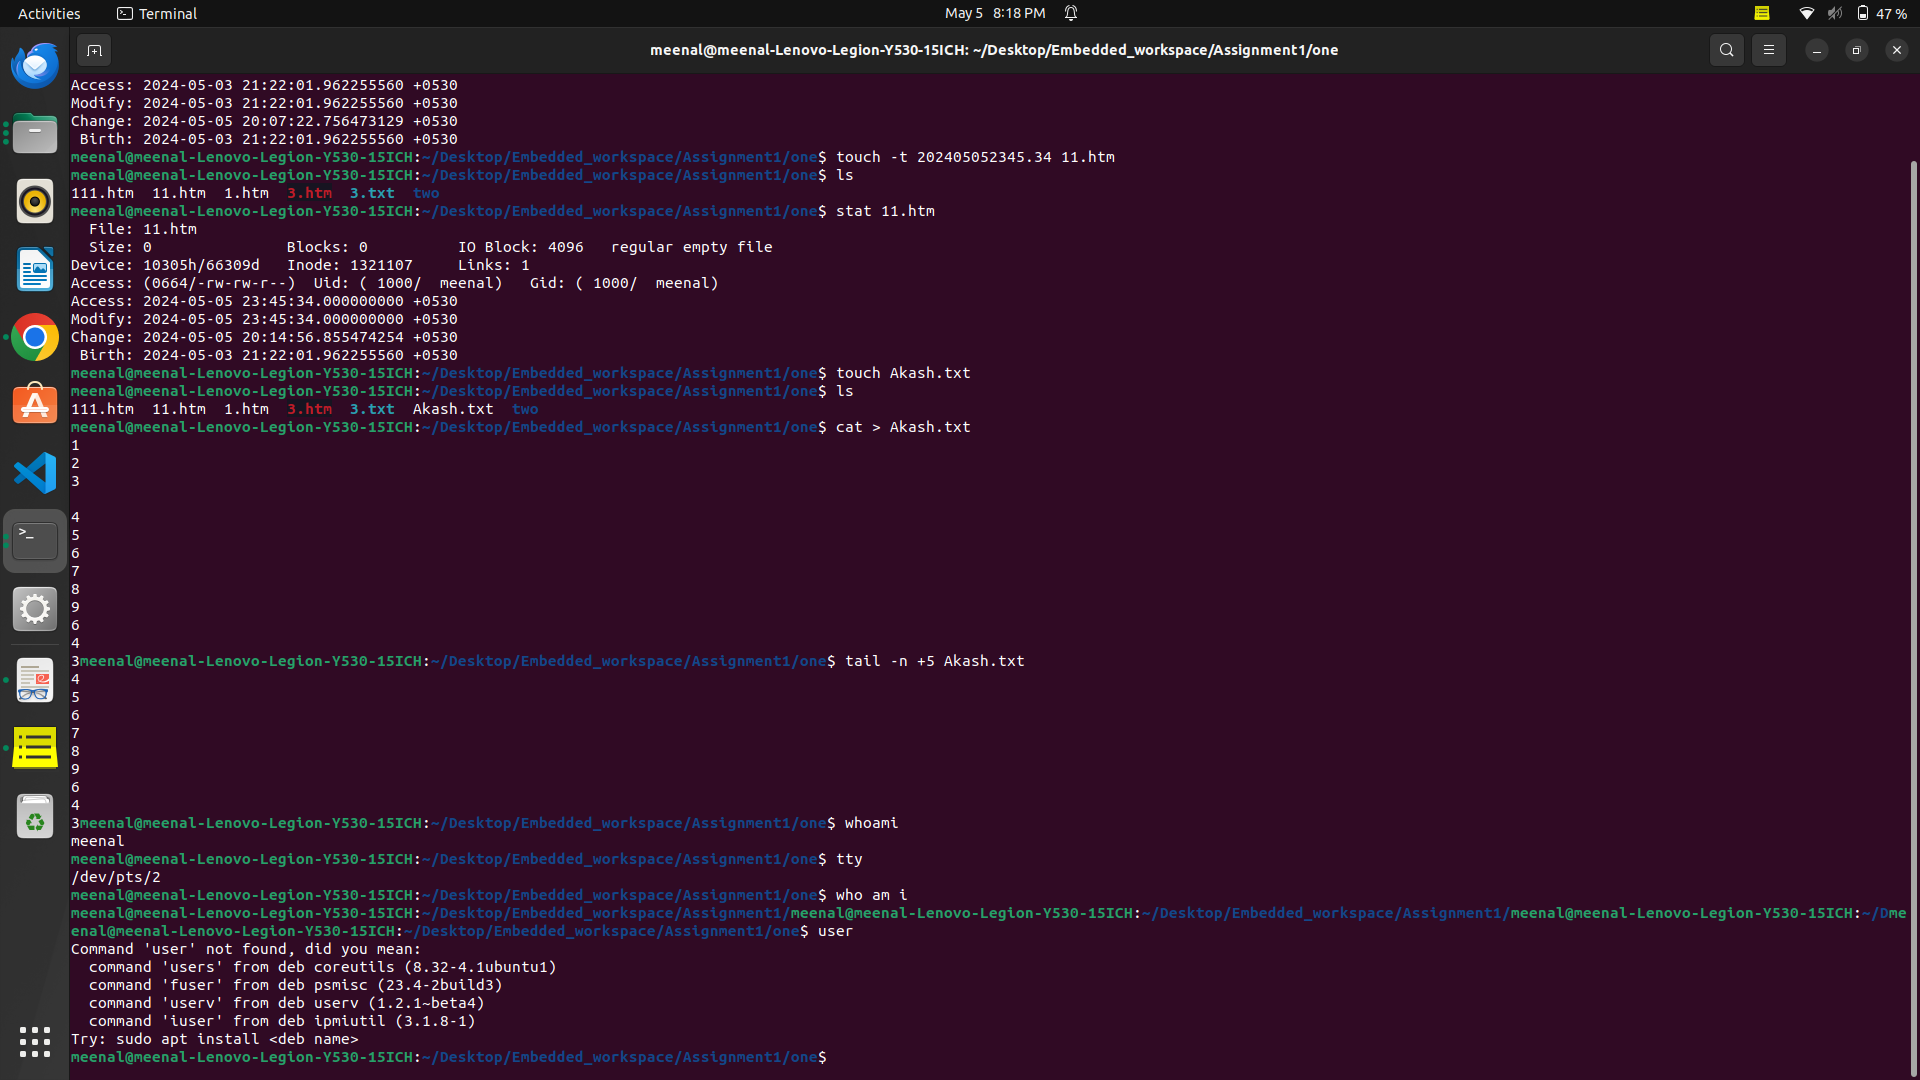 Activities Terminal May 5 8:18 PM 47 %
meenal@meenal-Lenovo-Legion-Y530-15ICH: ~/Desktop/Embedded_workspace/Assignment1/one
Access: 2024-05-03 21:22:01.962255560 +0530
Modify: 2024-05-03 21:22:01.962255560 +0530
Change: 2024-05-05 20:07:22.756473129 +0530
 Birth: 2024-05-03 21:22:01.962255560 +0530
meenal@meenal-Lenovo-Legion-Y530-15ICH:~/Desktop/Embedded_workspace/Assignment1/one$ touch -t 202405052345.34 11.htm
meenal@meenal-Lenovo-Legion-Y530-15ICH:~/Desktop/Embedded_workspace/Assignment1/one$ ls
111.htm  11.htm  1.htm  3.htm  3.txt  two
meenal@meenal-Lenovo-Legion-Y530-15ICH:~/Desktop/Embedded_workspace/Assignment1/one$ stat 11.htm
  File: 11.htm
  Size: 0               Blocks: 0          IO Block: 4096   regular empty file
Device: 10305h/66309d   Inode: 1321107     Links: 1
Access: (0664/-rw-rw-r--)  Uid: ( 1000/  meenal)   Gid: ( 1000/  meenal)
Access: 2024-05-05 23:45:34.000000000 +0530
Modify: 2024-05-05 23:45:34.000000000 +0530
Change: 2024-05-05 20:14:56.855474254 +0530
 Birth: 2024-05-03 21:22:01.962255560 +0530
meenal@meenal-Lenovo-Legion-Y530-15ICH:~/Desktop/Embedded_workspace/Assignment1/one$ touch Akash.txt
meenal@meenal-Lenovo-Legion-Y530-15ICH:~/Desktop/Embedded_workspace/Assignment1/one$ ls
111.htm  11.htm  1.htm  3.htm  3.txt  Akash.txt  two
meenal@meenal-Lenovo-Legion-Y530-15ICH:~/Desktop/Embedded_workspace/Assignment1/one$ cat > Akash.txt
1
2
3

4
5
6
7
8
9
6
4
3meenal@meenal-Lenovo-Legion-Y530-15ICH:~/Desktop/Embedded_workspace/Assignment1/one$ tail -n +5 Akash.txt
4
5
6
7
8
9
6
4
3meenal@meenal-Lenovo-Legion-Y530-15ICH:~/Desktop/Embedded_workspace/Assignment1/one$ whoami
meenal
meenal@meenal-Lenovo-Legion-Y530-15ICH:~/Desktop/Embedded_workspace/Assignment1/one$ tty
/dev/pts/2
meenal@meenal-Lenovo-Legion-Y530-15ICH:~/Desktop/Embedded_workspace/Assignment1/one$ who am i
meenal@meenal-Lenovo-Legion-Y530-15ICH:~/Desktop/Embedded_workspace/Assignment1/meenal@meenal-Lenovo-Legion-Y530-15ICH:~/Desktop/Embedded_workspace/Assignment1/meenal@meenal-Lenovo-Legion-Y530-15ICH:~/Dme
enal@meenal-Lenovo-Legion-Y530-15ICH:~/Desktop/Embedded_workspace/Assignment1/one$ user
Command 'user' not found, did you mean:
  command 'users' from deb coreutils (8.32-4.1ubuntu1)
  command 'fuser' from deb psmisc (23.4-2build3)
  command 'userv' from deb userv (1.2.1~beta4)
  command 'iuser' from deb ipmiutil (3.1.8-1)
Try: sudo apt install <deb name>
meenal@meenal-Lenovo-Legion-Y530-15ICH:~/Desktop/Embedded_workspace/Assignment1/one$